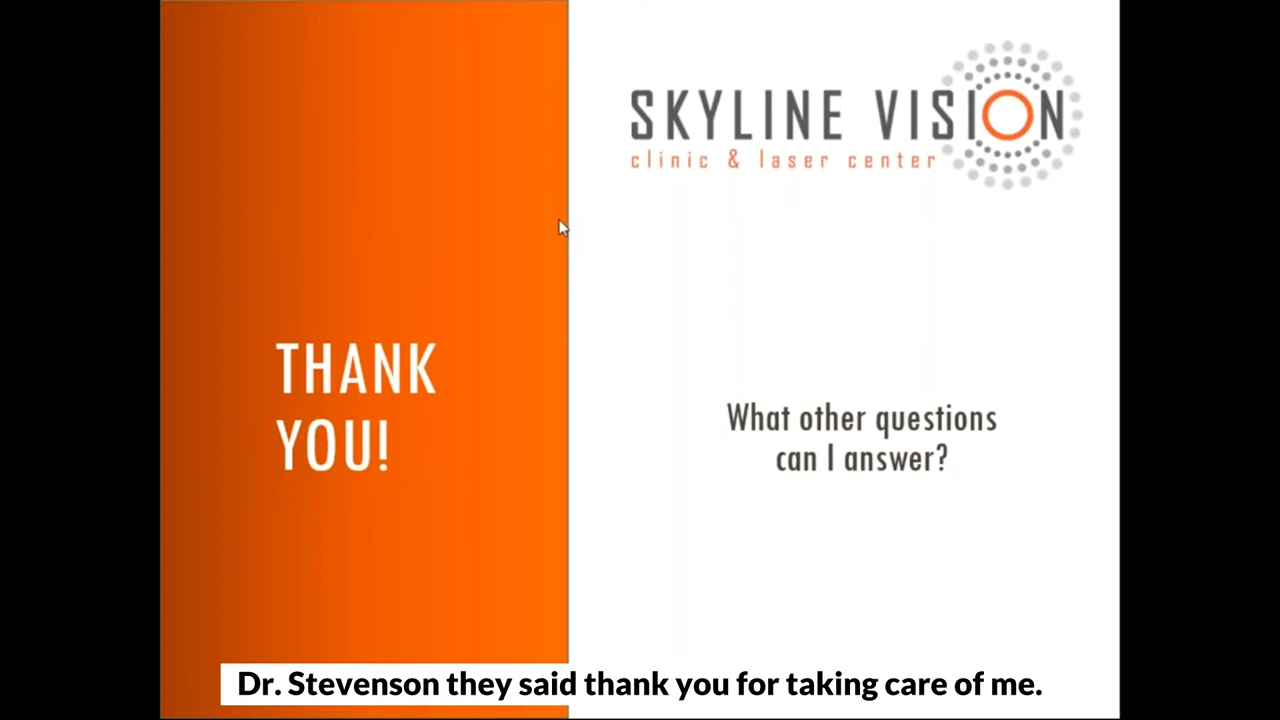 SKYLINE VISION
clinic & laser center
THANK
YOU!
What other questions
can I answer?
Dr. Stevenson they said thank you for taking care of me.